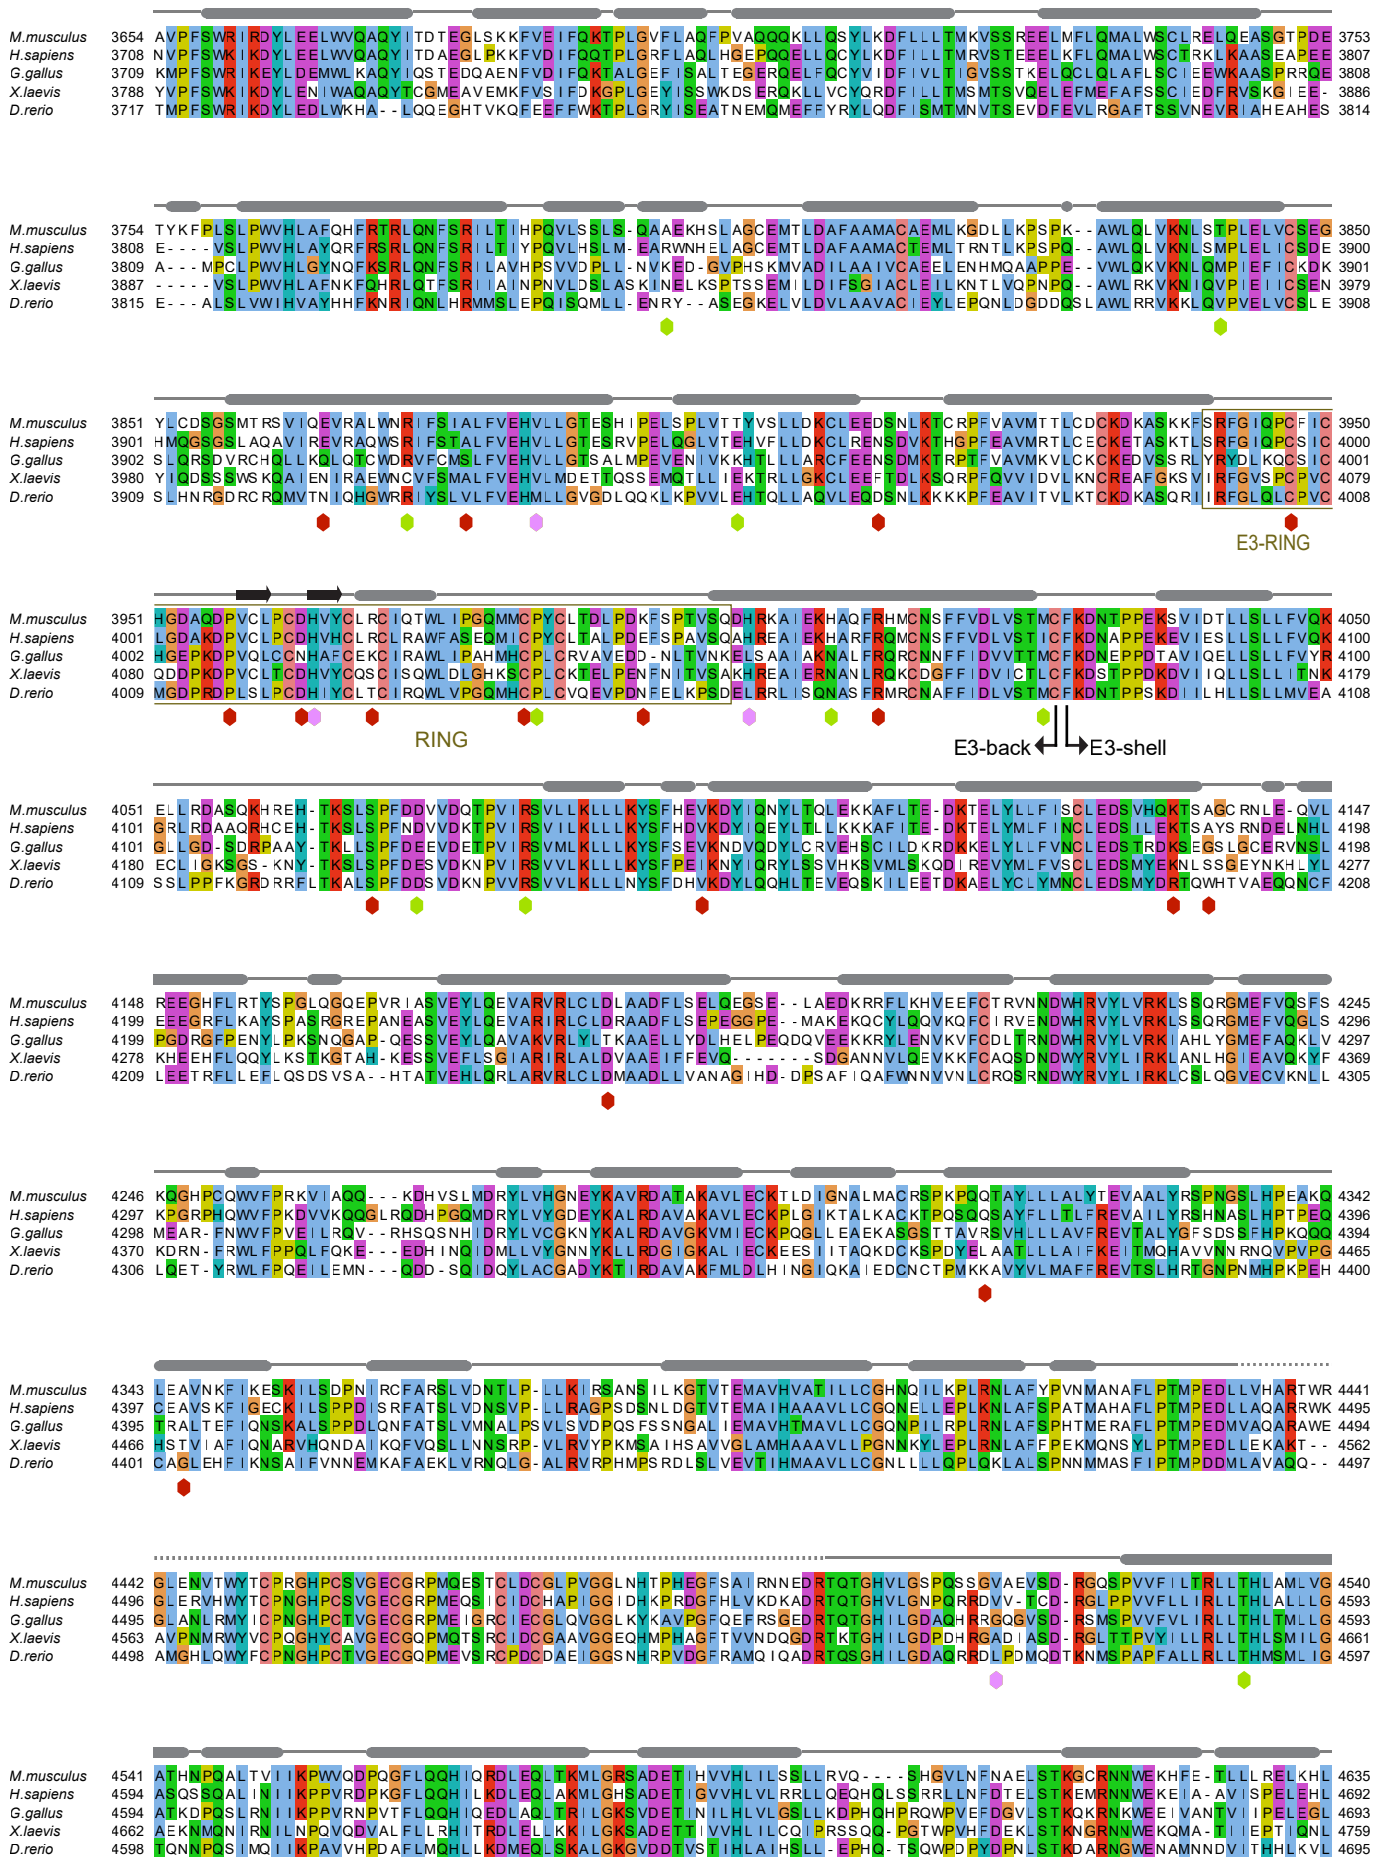 M.musculus 3654 AVPFSWRIRDYLEELWVQAQYITDTEGLSKKFVEIFQKTPLGVFLAQFPVAQQQKLLQSYLKDFLLLTMKVSSREELMFLQMALWSCLRELQEASGTPDE 3753
H.sapiens 3708 NVPFSWRIRDYLEELWVQAQYITDAEGLPKKFVEIFQQTPLGRFLAQLHGEPQQELLQCYLKDFILLTMRVSTEEELKFLQMALWSCTRKLKAASEAPEE 3807
G.gallus 3709 KMPFSWRIKEYLDEMWLKAQYIQSTEDQAENFVDIFQKTALGEFISALTEGERQELFQCYVIDFIVLTIGVSSTKELQCLQLAFLSCIEEWKAASPRRQE 3808
X.laevis 3788 YVPFSWKIKDYLENIWAQAQYTCGMEAVEMKFVSIFDKGPLGEYISSWKDSERQKLLVCYQRDFILLTMSMTSVQELEFMEFAFSSCIEDFRVSKGIEE- 3886
D.rerio 3717 TMPFSWKIKDYLEDLWKHA--LQQEGHTVKQFEEFFWKTPLGRYISEATNEMQMEFFYRYLQDFISMTMNVTSEVDFEVLRGAFTSSVNEVRIAHEAHES 3814
M.musculus 3754 TYKFPLSLPWVHLAFQHFRTRLQNFSRILTIHPQVLSSLS-QAAEKHSLAGCEMTLDAFAAMACAEMLKGDLLKPSPK-AWLQLVKNLSTPLELVCSEG 3850
H.sapiens 3808 E----VSLPWVHLAYQRFRSRLQNFSRILTIYPQVLHSLM-EARWNHELAGCEMTLDAFAAMACTEMLTRNTLKPSPQ-AWLQLVKNLSMPLELICSDE 3900
G.gallus 3809 A---MPCLPWVHLGYNQFKSRLQNFSRILAVHPSVVDPLL-NVKED-GVPHSKMVADILAAIVCAEELENHMQAAPPE-VWLQKVKNLQMPIEFICKDK 3901
X.laevis 3887 -----VSLPWVHLAFNKFQHRLQTFSRIAINPNVLDSLASKINELKSPTSSEMILDIFSGIACLEILKNTLVQPNPQ-AWLRKVKNIQVPIEIICSEN 3979
D.rerio 3815 E----ALSLVWIHVAYHHFKNRIQNLHRMMSLEPQISQMLL-ENRY--ASEGKELVLDVLAAVACIEYLEPQNLDGDDQSLAWLRRVKKLQVPVELVCSLE 3908
M.musculus 3851 YLCDSGSMTRSVIQEVRALWNRIFSIALFVEHVLLGTESHIPELSPLVTTYVSLLDKCLEEDSNLKTCRPFVAVMTTLCDCKDKASKKFSRFGIQPCFIC 3950
H.sapiens 3901 HMQGSGSLAQAVIREVRAQWSRIFSTALFVEHVLLGTESRVPELQGLVTEHVFLLDKCLRENSDVKTHGPFEAVMRTLCECKETASKTLSRFGIQPCSIC 4000
G.gallus 3902 SLQRSDVRCHQLLKQLQTCWDRVFCMSLFVEHVLLGTSALMPEVENIVKKHTLLLARCFEENSDMKTRPTFVAVMKVLCKCKEDVSSRLYRYDLKQCSIC 4001
X.laevis 3980 YIQDSSSWSKQAIENIRAEWNCVFSMALFVEHVLMDETTQSSEMQTLLIEKTRLLGKCLEEFTDLKSQRPFQVVIDVLKNCREAFGKSVIRFGVSPCPVC 4079
D.rerio 3909 SLHNRGDRCRQMVTNIQHGWRRIYSLVLFVEHMLLGVGDLQQKLKPVVLEHTQLLAQVLEQDSNLKKKKPFEAVITVLKTCKDKASQRIIRFGLQLCPVC 4008
E3-RING
M.musculus 3951 HGDAQDPVCLPCDHVYCLRCIQTWLIPGQMMCPYCLTDLPDKFSPTVSQDHRKAIEKHAQFRHMCNSFFVDLVSTMCFKDNTPPEKSVIDTLLSLLFVQK 4050
H.sapiens 4001 LGDAKDPVCLPCDHVHCLRCLRAWFASEQMICPYCLTALPDEFSPAVSQAHREAIEKHARFRQMCNSFFVDLVSTICFKDNAPPEKEVIESLLSLLFVQK 4100
G.gallus 4002 HGEPKDPVQLCCNHAFCEKCIRAWLIPAHMHCPLCRVAVEDD-NLTVNKELSAAIAKNALFRQRCNNFFIDVVTTMCFKDNEPPDTAVIQELLSLLFVYR 4100
X.laevis 4080 QDDPKDPVCLTCDHVYCQSCISQWLDLGHKSCPLCKTELPENFNITVSAKHREAIERNANLRQKCDGFFIDVICTLCFKDSTPPDKDVIIQLLSLLITNK 4179
D.rerio 4009 MGDPRDPLSLPCDHIYCLTCIRQWLVPGQMHCPLCVQEVPDNFELKPSDELRRLISQNASFRMRCNAFFIDLVSTMCFKDNTPPSKDIILHLLSLLMVEA 4108
RING
E3-back E3-shell
M.musculus 4051 ELLRDASQKHREH-TKSLSPFDDVVDQTPVIRSVLLKLLLKYSFHEVKDYIQNYLTQLEKKAFLTE-DKTELYLLFISCLEDSVHQKTSAGCRNLE-QVL 4147
H.sapiens 4101 GRLRDAAQRHCEH-TKSLSPFNDVVDKTPVIRSVILKLLLKYSFHDVKDYIQEYLTLLKKKAFITE-DKTELYMLFINCLEDSILEKTSAYSRNDELNHL 4198
G.gallus 4101 GLLGD-SDRPAAY-TKLLSPFDEEVDETPVIRSVMLKLLLKYSFHEVKNDVQDYLCRVEHSCILDKRDKKELYLLFVNCLEDSTRDKSEGSLGCERVNSL 4198
X.laevis 4180 ECLIGKSGS-KNY-TKSLSPFDESVDKNPVIRSVILKLLLKYSFPEIKNYIQRYLSSVHKSVMLSKQDIREVYMLFVSCLEDSMYEKNLSSGEYNKHLYL 4277
D.rerio 4109 SSLPPFKGRDRRFLTKALSPFDDSVDKNPVVRSVVLKLLLNYSFDHVKDYLQQHLTEVEQSKILEETDKAELYCLYMNCLEDSMYDRTQWHTVAEQQNCF 4208
M.musculus 4148 REEGHFLRTYSPGLQGQEPVRIASVEYLQEVARVRLCLDLAADFLSELQEGSE--LAEDKRRFLKHVEEFCTRVNNDWHRVYLVRKLSSQRGMEFVQSFS 4245
H.sapiens 4199 EEEGRFLKAYSPASRGREPANEASVEYLQEVARIRLCLDRAADFLSEPEGGPE--MAKEKQCYLQQVKQFCIRVENDWHRVYLVRKLSSQRGMEFVQGLS 4296
G.gallus 4199 PGDRGFPENYLPKSNQGAP-QESSVEFLQAVAKVRLYLTKAAELLYDLHELPEDQVEEKKRYLENVKVFCDLTRNDWHRVYLVRKIAHLYGMEFAQKLV 4297
X.laevis 4278 KHEEHFLQQYLKSTKGTAH-KESSVEFLSGIARIRLALDVAAEIFFEVQ-------SDGANNVLQEVKKFCAQSDNDWYRVYLIRKLANLHGIEAVQKYF 4369
D.rerio 4209 LEETRFLLEFLQSDSVSA--HTATVEHLQRLARVRLCLDMAADLLVANAGIHD-DPSAFIQAFWNNVVNLCRQSRNDWYRVYLIRKLCSLQGVECVKNLL 4305
M.musculus 4246 KQGHPCQWVFPRKVIAQQ---KDHVSLMDRYLVHGNEYKAVRDATAKAVLECKTLDIGNALMACRSPKPQQTAYLLLALYTEVAALYRSPNGSLHPEAKQ 4342
H.sapiens 4297 KPGRPHQWVFPKDVVKQQGLRQDHPGQMDRYLVYGDEYKALRDAVAKAVLECKPLGIKTALKACKTPQSQQSAYFLLTLFREVAILYRSHNASLHPTPEQ 4396
G.gallus 4298 MEAR-FNWVFPVEILRQV--RHSQSNHIDRYLVCGNKYKALRDAVGKVMIECKPQGLLEAEKASGSTTAVRSVHLLLAVFREVTALYGFSDSSFHPKQQQ 4394
X.laevis 4370 KDRN-FRWLFPPQLFQKE---EDHINQIDMLLVYGNNYKLLRDGIGKALIECKEESIITAQKDCKSPDYELAATLLLAIFKEITMQHAVVNNRNQVPVPG 4465
D.rerio 4306 LQET-YRWLFPQEILEMN---QDD-SQIDQYLACGADYKTIRDAVAKFMLDLHINGIQKAIEDCNCTPMKKAVYVLMAFFREVTSLHRTGNPNMHPKPEH 4400
M.musculus 4343 LEAVNKFIKESKILSDPNIRCFARSLVDNTLP-LLKIRSANSILKGTVTEMAVHVATILLCGHNQILKPLRNLAFYPVNMANAFLPTMPEDLLVHARTWR 4441
H.sapiens 4397 CEAVSKFIGECKILSPPDISRFATSLVDNSVP-LLRAGPSDSNLDGTVTEMAIHAAAVLLCGQNELLEPLKNLAFSPATMAHAFLPTMPEDLLAQARRWK 4495
G.gallus 4395 TRALTEFIQNSKALSPPDLQNFATSLVMNALPSVLSVDPQSFSSNGALIEMAVHTMAVLLCGQNPILRPLRNLAFSPHTMERAFLPTMPEDMVAQARAWE 4494
X.laevis 4466 HSTVIAFIQNARVHQNDAIKQFVQSLLNNSRP-VLRVYPKMSAIHSAVVGLAMHAAAVLLPGNNKYLEPLRNLAFFPEKMQNSYLPTMPEDLLEKAKT-- 4562
D.rerio 4401 CAGLEHFIKNSAIFVNNEMKAFAEKLVRNQLG-ALRVRPHMPSRDLSLVEVTIHMAAVLLCGNLLLLQPLQKLALSPNNMMASFIPTMPDDMLAVAQQ-- 4497
M.musculus 4442 GLENVTWYTCPRGHPCSVGECGRPMQESTCLDCGLPVGGLNHTPHEGFSAIRNNEDRTQTGHVLGSPQSSGVAEVSD-RGQSPVVFILTRLLTHLAMLVG 4540
H.sapiens 4496 GLERVHWYTCPNGHPCSVGECGRPMEQSICIDCHAPIGGIDHKPRDGFHLVKDKADRTQTGHVLGNPQRRDVV-TCD-RGLPPVVFLLIRLLTHLALLLG 4593
G.gallus 4495 GLANLRMYICPNGHPCTVGECGRPMEIGRCIECGLQVGGLKYKAVPGFQEFRSGEDRTQTGHILGDAQHRRGQGVSD-RSMSPVVFVLIRLLTHLTMLLG 4593
X.laevis 4563 AVPNMRWYVCPQGHYCAVGECGQPMQTSRCIDCGAAVGGEQHMPHAGFTVVNDQGDRTKTGHILGDPDHRGADIASD-RGLTTPVYILLRLLTHLSMILG 4661
D.rerio 4498 AMGHLQWYFCPNGHPCTVGECGQPMEVSRCPDCDAEIGGSNHRPVDGFRAMQIQADRTQSGHILGDAQRRDLPDMQDTKNMSPAPFALLRLLTHMSMLIG 4597
M.musculus 4541 ATHNPQALTVIIKPWVQDPQGFLQQHIQRDLEQLTKMLGRSADETIHVVHLILSSLLRVQ----SHGVLNFNAELSTKGCRNNWEKHFE-TLLLRELKHL 4635
H.sapiens 4594 ASQSSQALINIIKPPVRDPKGFLQQHILKDLEQLAKMLGHSADETIGVVHLVLRRLLQEQHQLSSRRLLNFDTELSTKEMRNNWEKEIA-AVISPELEHL 4692
G.gallus 4594 ATKDPQSLRNIIKPPVRNPVTFLQQHIQEDLAQLTRILGKSVDETINILHLVLGSLLKDPHQHPRQWPVEFDGVLSTKQKRNKWEEIVANTVIIPELEGL 4693
X.laevis 4662 AEKNMQNIRNILNPQVQDVALFLLRHITRDLELLKKILGKSADETTIVVHLILCQIPRSSQQ-PGTWPVHFDEKLSTKNGRNNWEKQMA-TIIEPTIQNL 4759
D.rerio 4598 TQNNPQSIMQIIKPAVVHPDAFLMQHLLKDMEQLSKALGKGVDDTVSTIHLAIHSLL-EPHQ-TSQWPDPYDPNLSTKDARNGWENAMNNDVITHHLKVL 4695